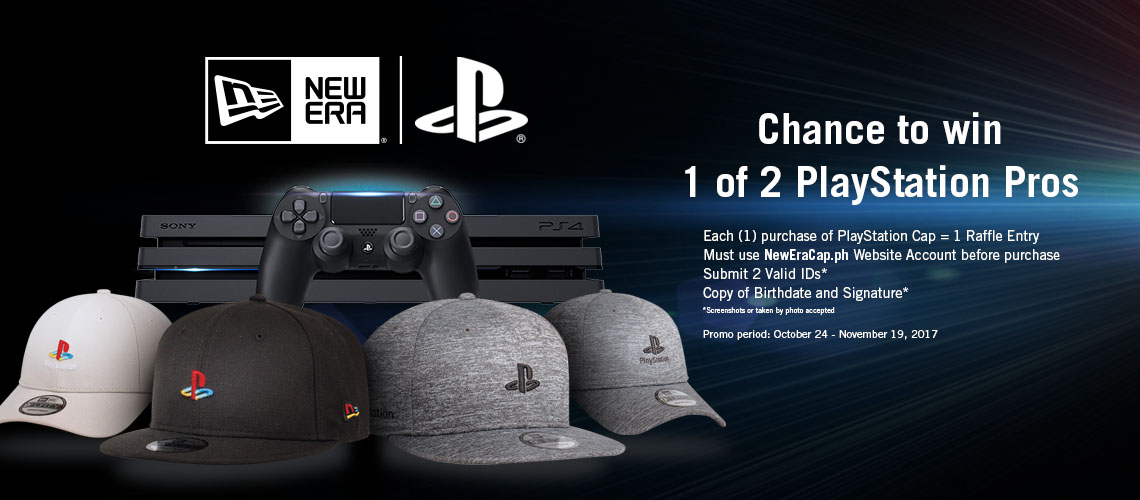 NEW
ERA
®
®
Chance to win
1 of 2 PlayStation Pros
Each (1) purchase of PlayStation Cap = 1 Raffle Entry
Must use NewEraCap.ph Website Account before purchase
Submit 2 Valid IDs*
Copy of Birthdate and Signature*
*Screenshots or taken by photo accepted
Promo period: October 24 - November 19, 2017
SONY
PS4
PlayStation
PlayStation